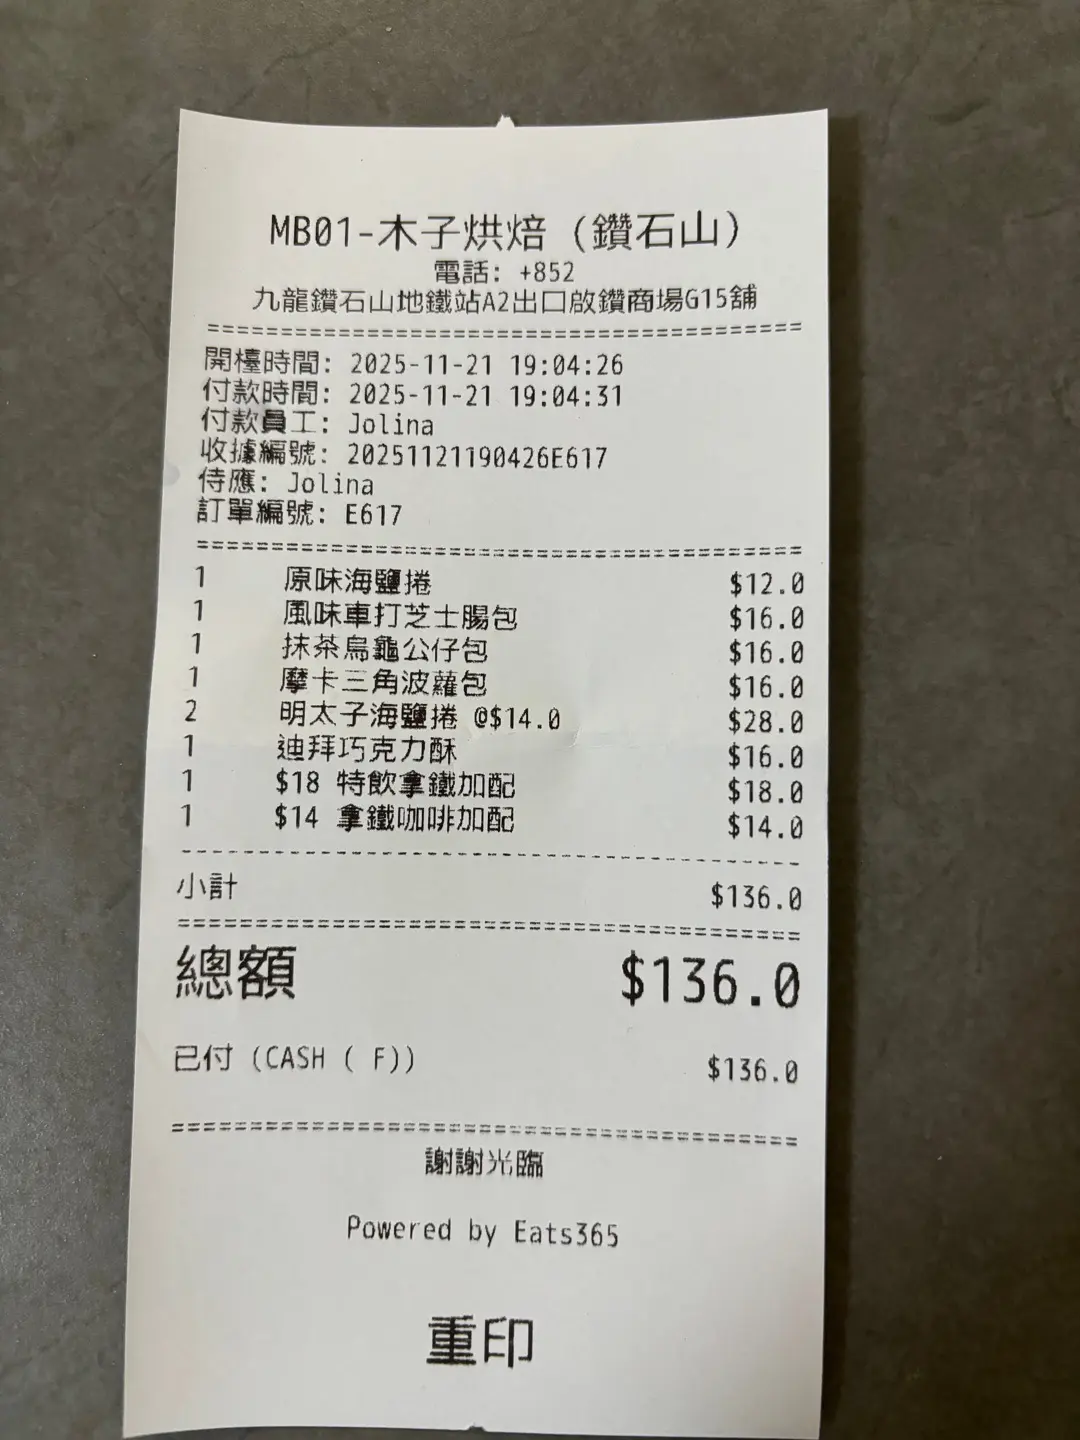 MB01-木子烘焙 (鑽石山)
電話: +852
九龍鑽石山地鐵站A2出口啟鑽商場G15舖
開檯時間: 2025-11-21 19:04:26
付款時間: 2025-11-21 19:04:31
付款員工: Jolina
收據編號: 20251121190426E617
侍應: Jolina
訂單編號: E617
1 原味海鹽捲 $12.0
1 風味車打芝士腸包 $16.0
1 抹茶烏龜公仔包 $16.0
1 摩卡三角波蘿包 $16.0
2 明太子海鹽捲 @$14.0 $28.0
1 迪拜巧克力酥 $16.0
1 $18 特飲拿鐵加配 $18.0
1 $14 拿鐵咖啡加配 $14.0
小計 $136.0
總額 $136.0
已付 (CASH ( F)) $136.0
謝謝光臨
Powered by Eats365
重印